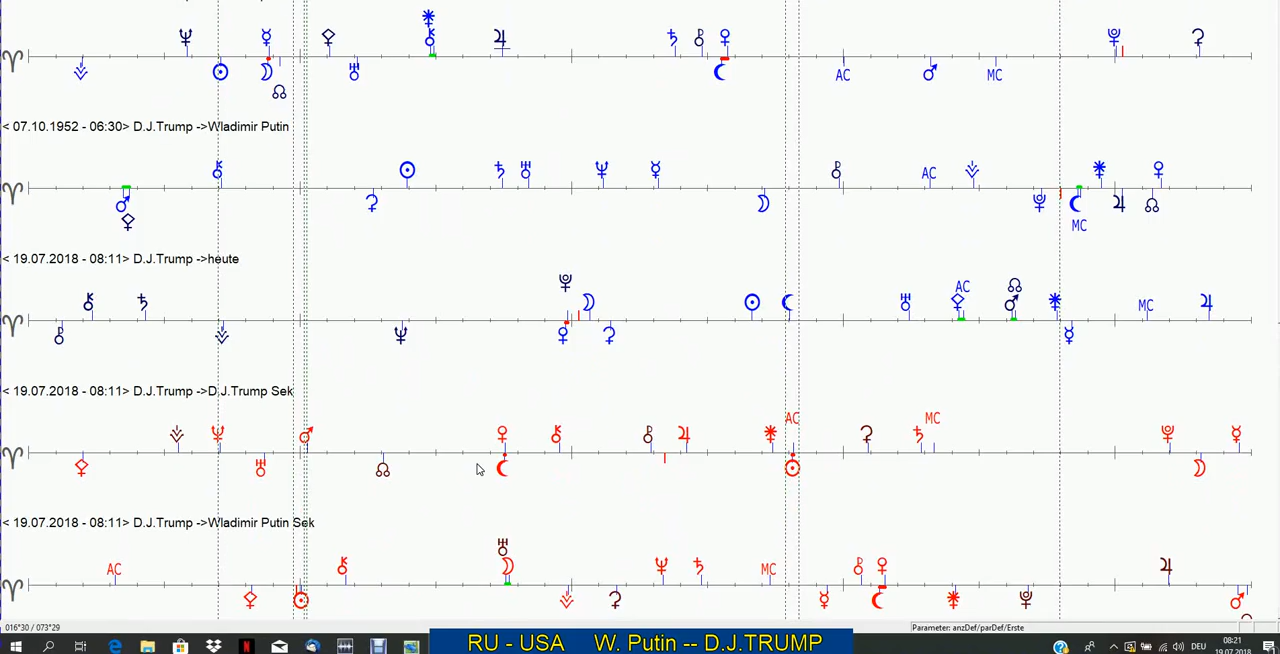 AC MC
< 07.10.1952 - 06:30> D.J.Trump ->Wladimir Putin
AC
MC
< 19.07.2018 - 08:11> D.J.Trump ->heute
AC
MC
< 19.07.2018 - 08:11> D.J.Trump ->D.J.Trump Sek
AC MC
< 19.07.2018 - 08:11> D.J.Trump ->Wladimir Putin Sek
AC MC
016°30 / 073°29
Parameter: anzDef/parDef/Erste
RU - USA W. Putin -- D.J.TRUMP
DEU
08:21
19.07.2018